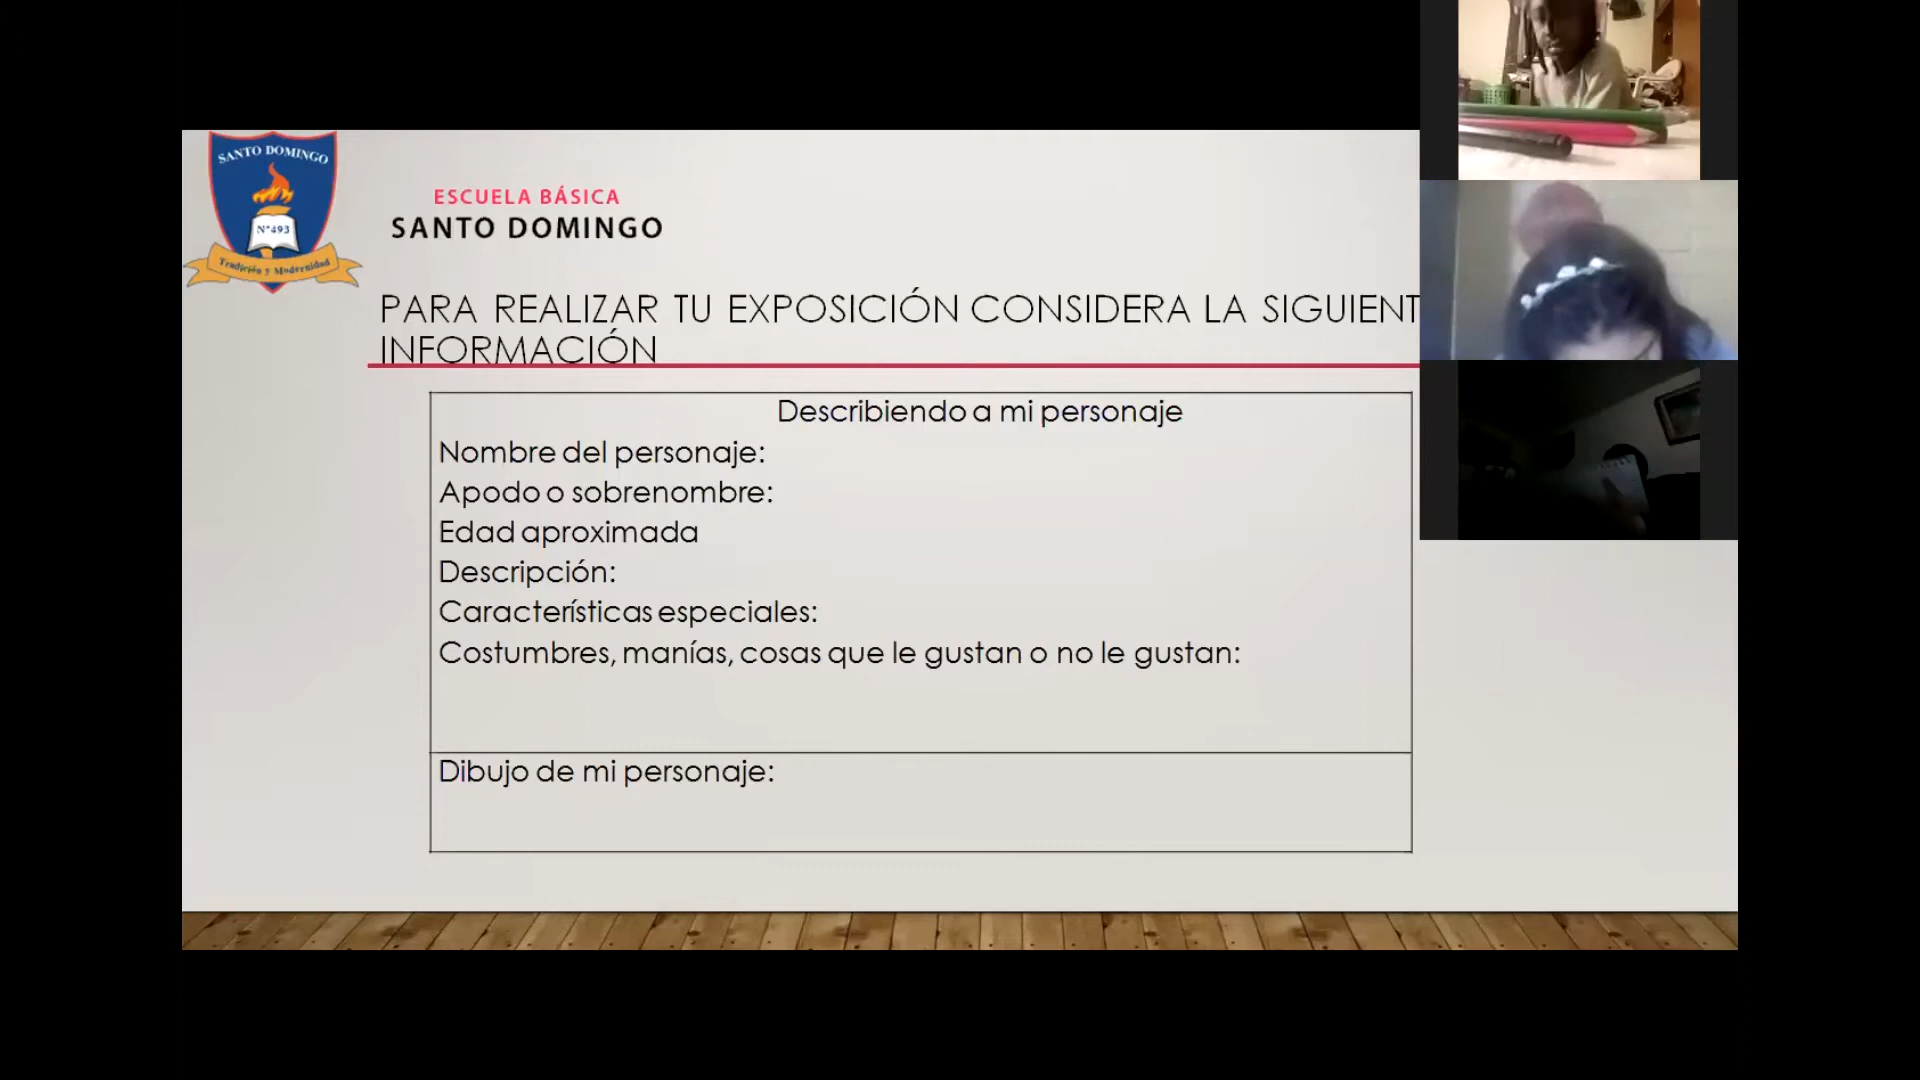 SANTO DOMINGO
N°493
Tradición y Modernidad
ESCUELA BÁSICA
SANTO DOMINGO
PARA REALIZAR TU EXPOSICIÓN CONSIDERA LA SIGUIENT
INFORMACIÓN
Describiendo a mi personaje
Nombre del personaje:
Apodo o sobrenombre:
Edad aproximada
Descripción:
Características especiales:
Costumbres, manías, cosas que le gustan o no le gustan:
Dibujo de mi personaje: